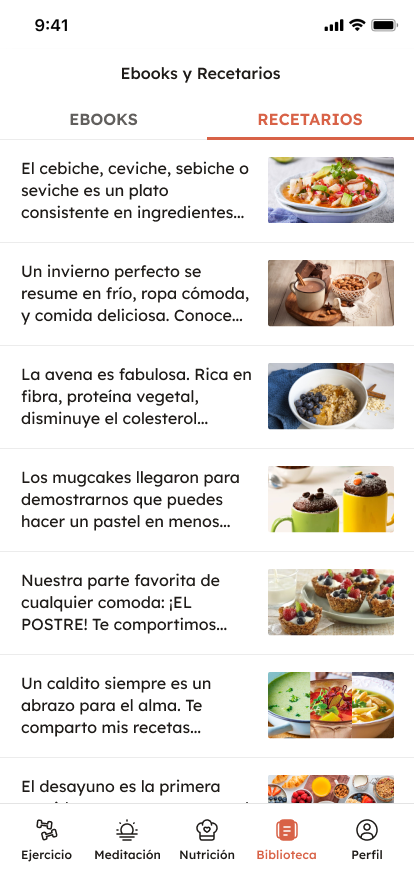 9:41
Ebooks y Recetarios
EBOOKS
RECETARIOS
El cebiche, ceviche, sebiche o
seviche es un plato
consistente en ingredientes...
Un invierno perfecto se
resume en frío, ropa cómoda,
y comida deliciosa. Conoce...
La avena es fabulosa. Rica en
fibra, proteína vegetal,
disminuye el colesterol...
Los mugcakes llegaron para
demostrarnos que puedes
hacer un pastel en menos...
Nuestra parte favorita de
cualquier comoda: ¡EL
POSTRE! Te comportimos...
Un caldito siempre es un
abrazo para el alma. Te
comparto mis recetas...
El desayuno es la primera
Ejercicio
Meditación
Nutrición
Biblioteca
Perfil